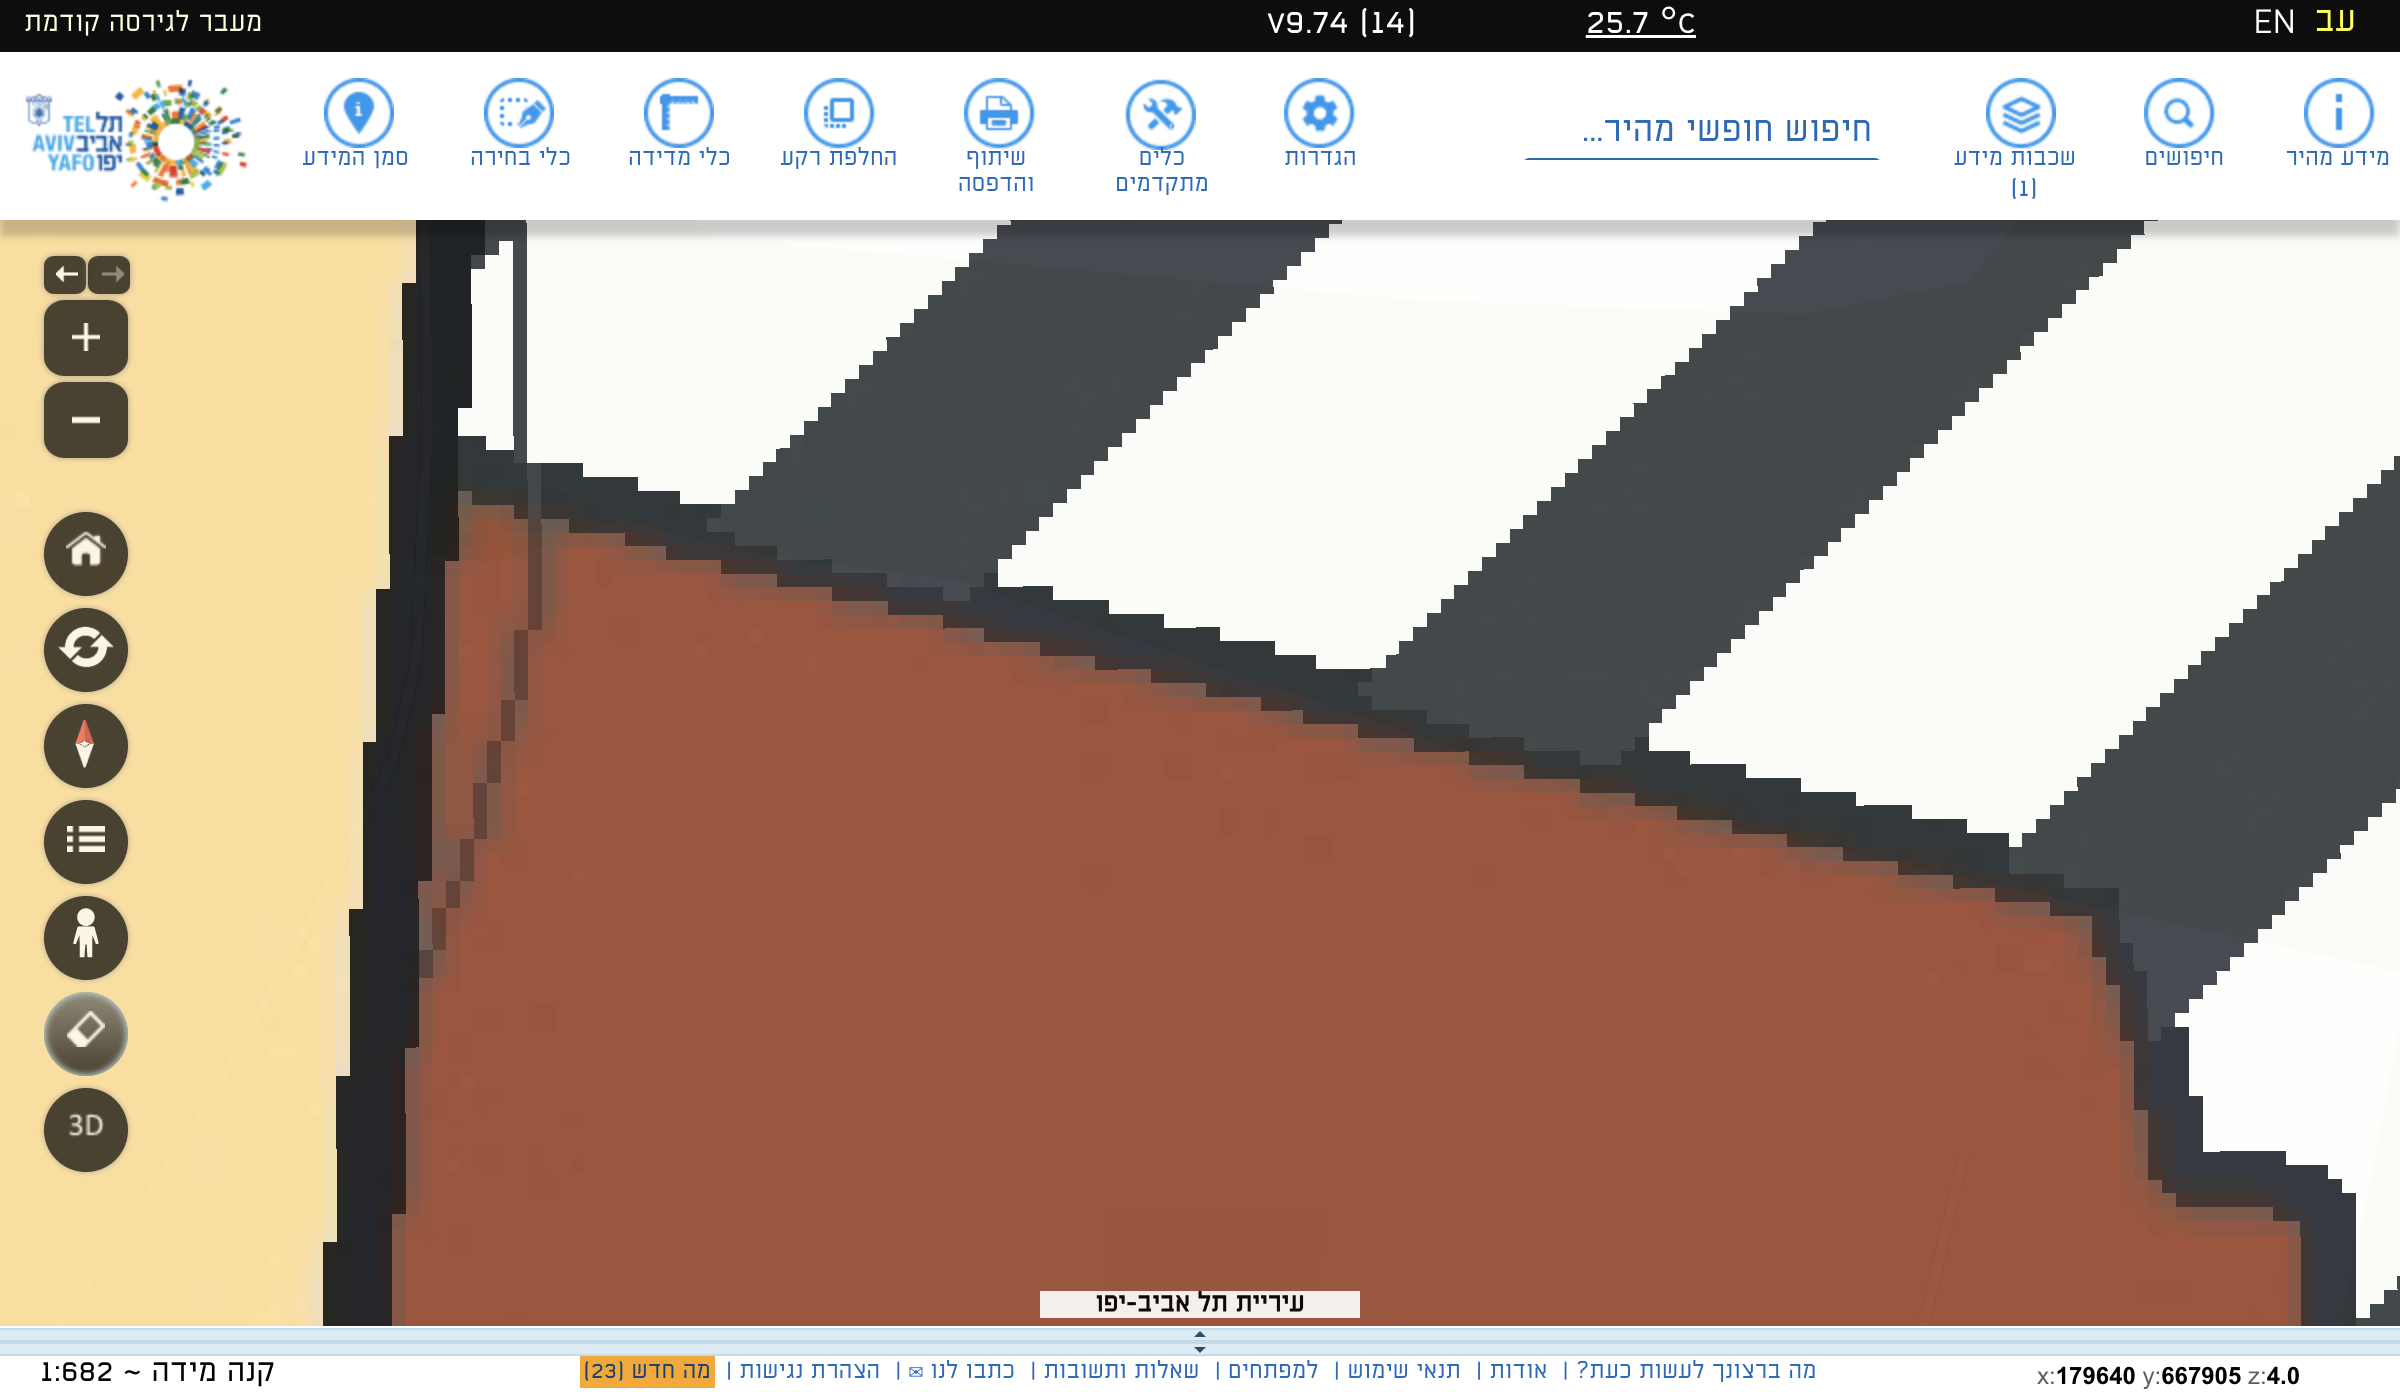 מעבר לגירסה קודמת
V9.74 (14)
25.7 °C
EN עב
מידע מהיר
חיפושים
שכבות מידע
(1)
חיפוש חופשי מהיר...
הגדרות
כלים
מתקדמים
שיתוף
והדפסה
החלפת רקע
כלי מדידה
כלי בחירה
סמן המידע
תל TEL
אביב AVIV
יפו YAFO
3D
עיריית תל אביב-יפו
מה ברצונך לעשות כעת? | אודות | תנאי שימוש | למפתחים | שאלות ותשובות | כתבו לנו ✉ | הצהרת נגישות | מה חדש (23)
קנה מידה ~ 1:682
x:179640 y:667905 z:4.0